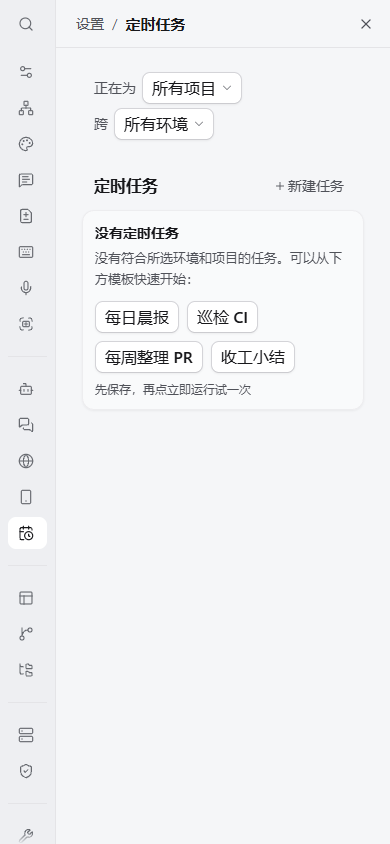 设置 / 定时任务
正在为 所有项目
跨 所有环境
定时任务 + 新建任务
没有定时任务
没有符合所选环境和项目的任务。可以从下
方模板快速开始：
每日晨报 巡检 CI
每周整理 PR 收工小结
先保存，再点立即运行试一次